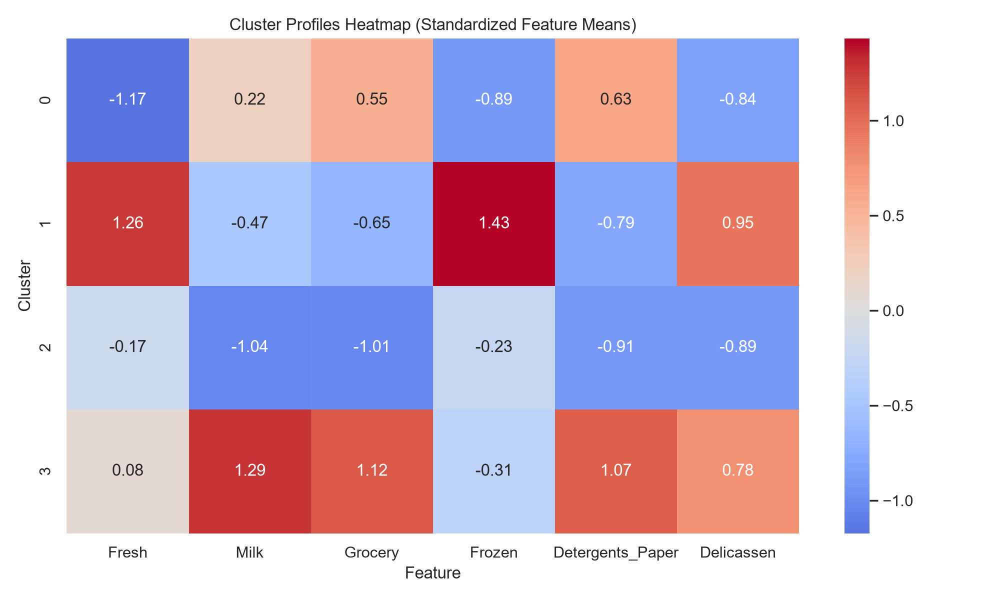 Cluster Profiles Heatmap (Standardized Feature Means)
Cluster
0
-1.17 0.22 0.55 -0.89 0.63 -0.84
1
1.26 -0.47 -0.65 1.43 -0.79 0.95
2
-0.17 -1.04 -1.01 -0.23 -0.91 -0.89
3
0.08 1.29 1.12 -0.31 1.07 0.78
Fresh Milk Grocery Frozen Detergents_Paper Delicassen
Feature
1.0
0.5
0.0
−0.5
−1.0